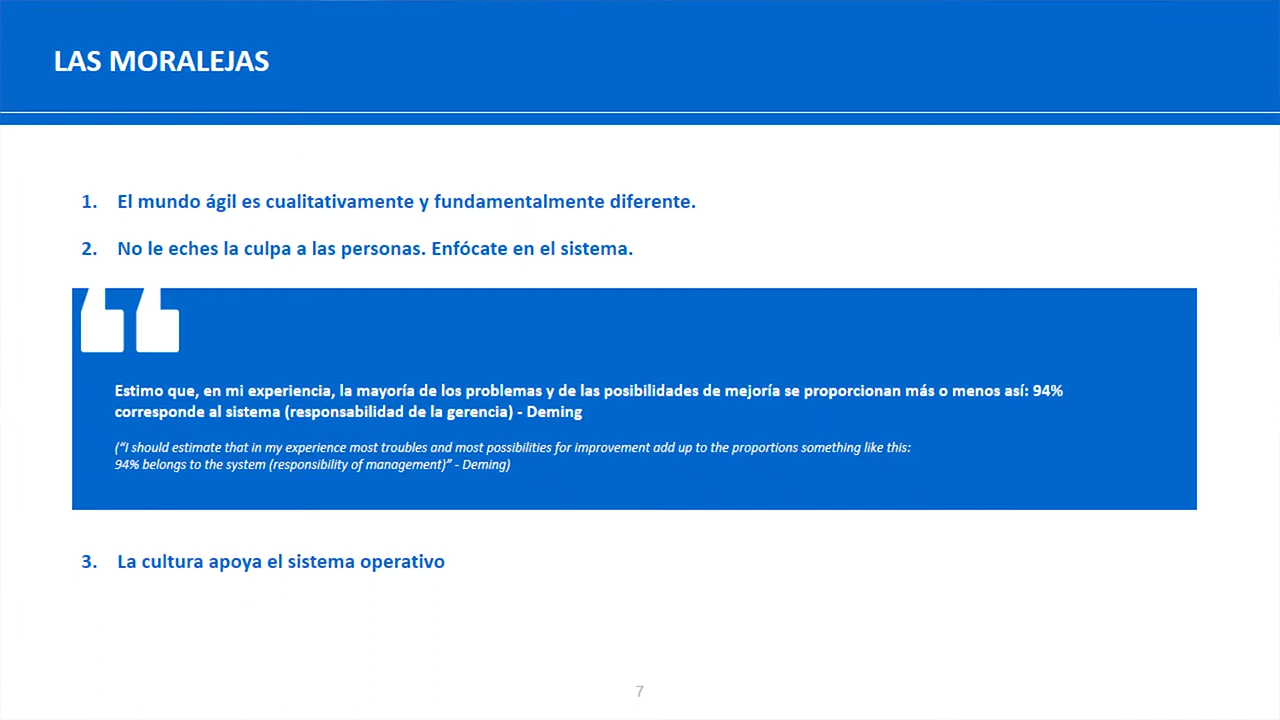 LAS MORALEJAS
1. El mundo ágil es cualitativamente y fundamentalmente diferente.
2. No le eches la culpa a las personas. Enfócate en el sistema.
Estimo que, en mi experiencia, la mayoría de los problemas y de las posibilidades de mejoría se proporcionan más o menos así: 94%
corresponde al sistema (responsabilidad de la gerencia) - Deming
(“I should estimate that in my experience most troubles and most possibilities for improvement add up to the proportions something like this:
94% belongs to the system (responsibility of management)” - Deming)
3. La cultura apoya el sistema operativo
7